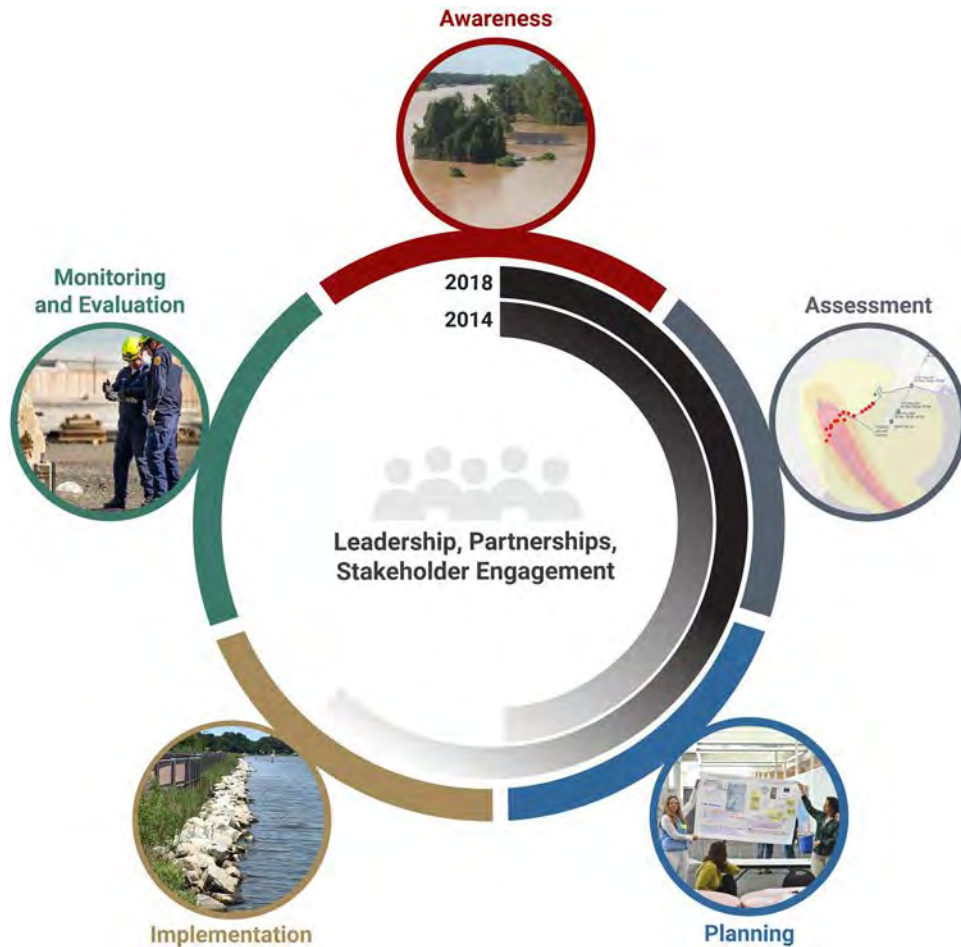 Awareness
Monitoring
and Evaluation
2018
2014
Assessment
Leadership, Partnerships,
Stakeholder Engagement
Implementation
Planning